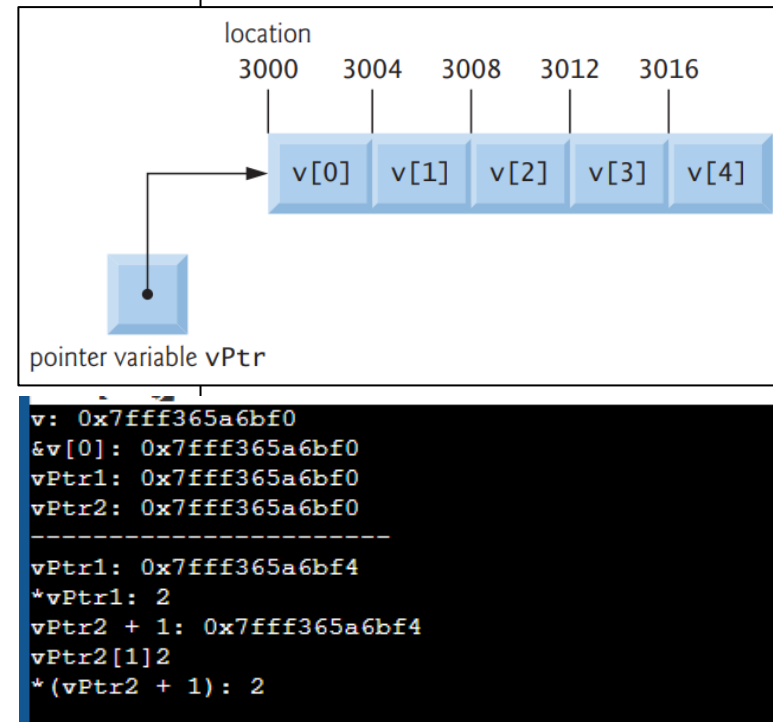 location
3000 3004 3008 3012 3016
v[0] v[1] v[2] v[3] v[4]
pointer variable vPtr
v: 0x7fff365a6bf0
&v[0]: 0x7fff365a6bf0
vPtr1: 0x7fff365a6bf0
vPtr2: 0x7fff365a6bf0
-----------------------
vPtr1: 0x7fff365a6bf4
*vPtr1: 2
vPtr2 + 1: 0x7fff365a6bf4
vPtr2[1]2
*(vPtr2 + 1): 2